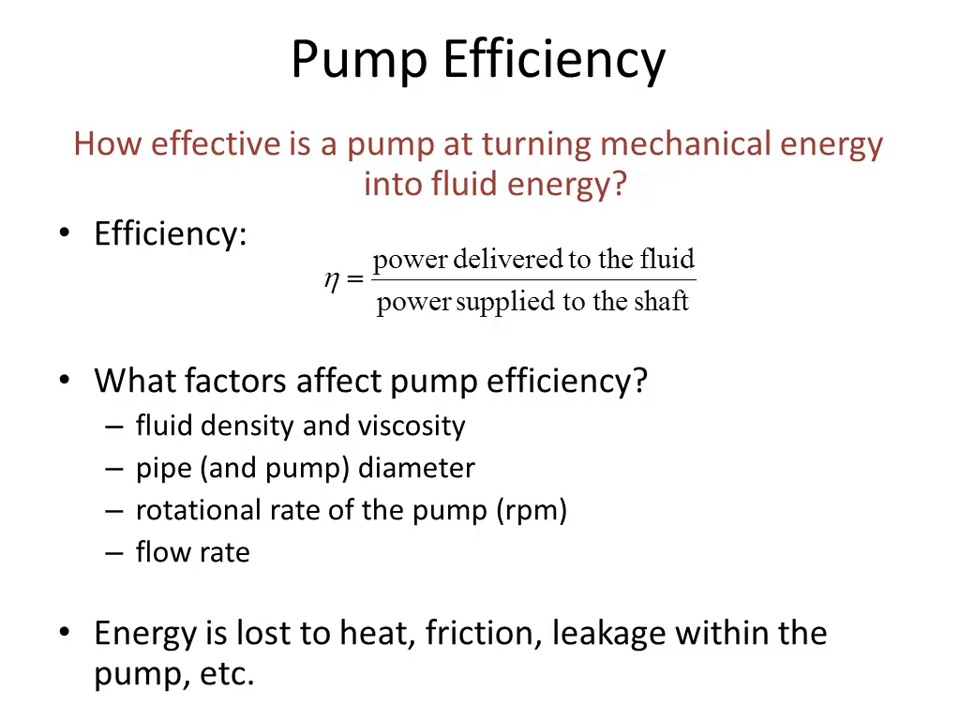 Pump Efficiency
How effective is a pump at turning mechanical energy
into fluid energy?
• Efficiency:
η = power delivered to the fluid
power supplied to the shaft
• What factors affect pump efficiency?
– fluid density and viscosity
– pipe (and pump) diameter
– rotational rate of the pump (rpm)
– flow rate
• Energy is lost to heat, friction, leakage within the
pump, etc.